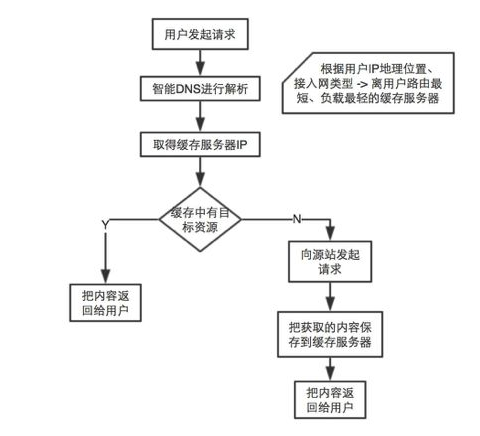 用户发起请求
根据用户IP地理位置、
接入网类型 -> 离用户路由最
短、负载最轻的缓存服务器
智能DNS进行解析
取得缓存服务器IP
缓存中有目
标资源
Y
N
向源站发起
请求
把内容返
回给用户
把获取的内容保
存到缓存服务器
把内容返
回给用户